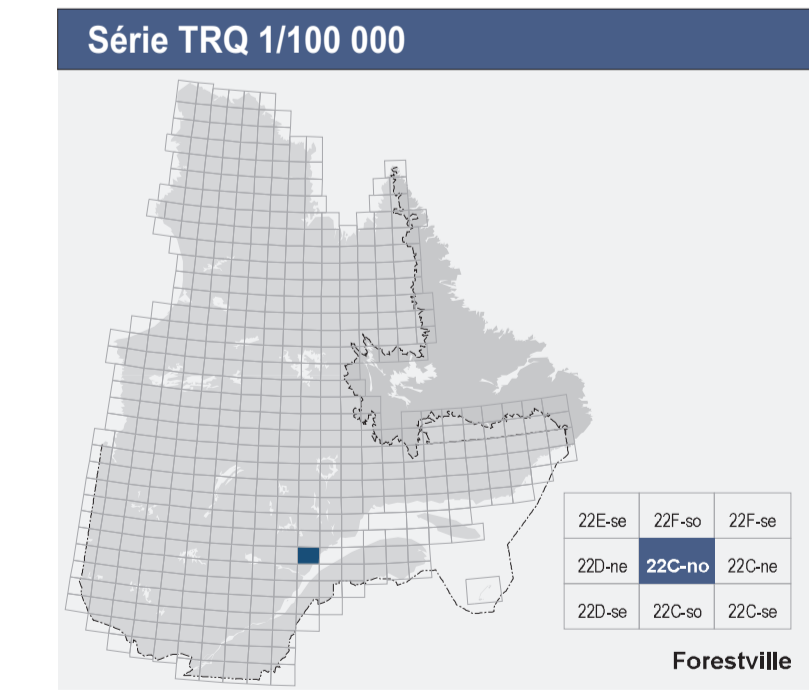 Série TRQ 1/100 000
22E-se 22F-so 22F-se
22D-ne 22C-no 22C-ne
22D-se 22C-so 22C-se
Forestville